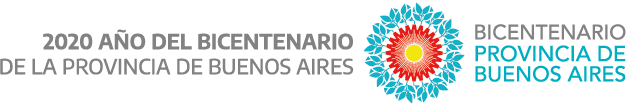 2020 AÑO DEL BICENTENARIO
DE LA PROVINCIA DE BUENOS AIRES
BICENTENARIO
PROVINCIA DE
BUENOS AIRES